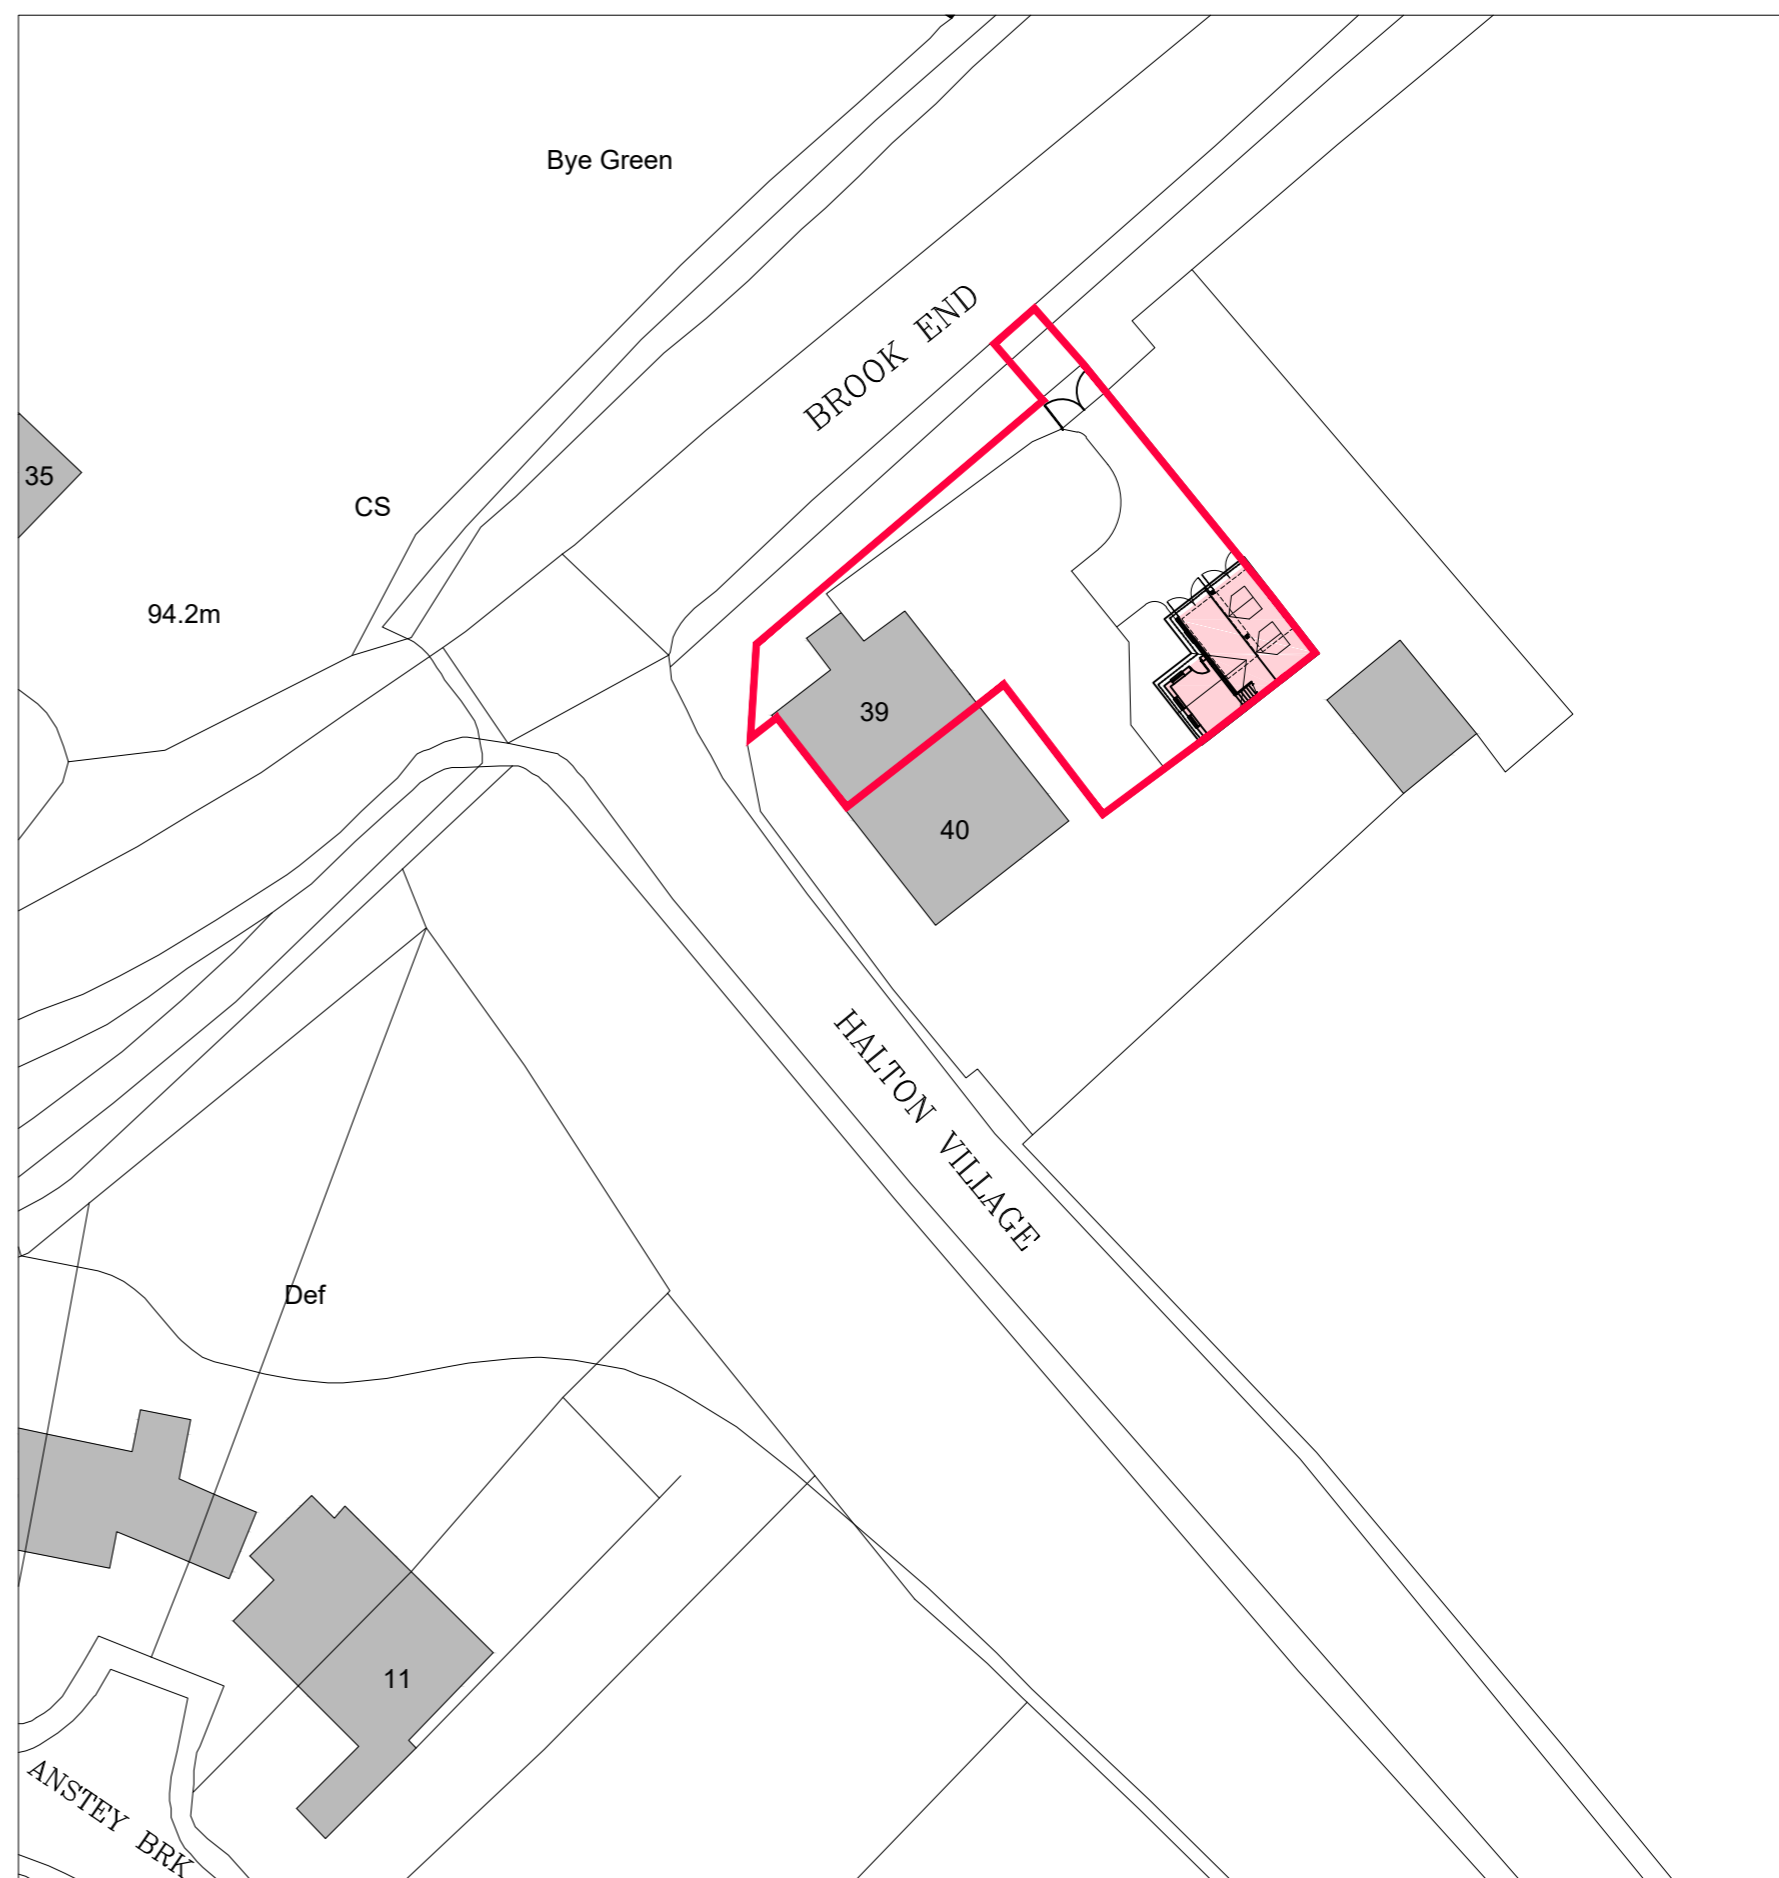 Bye Green
BROOK END
35
CS
94.2m
39
40
HALTON VILLAGE
Def
11
ANSTEY BRK